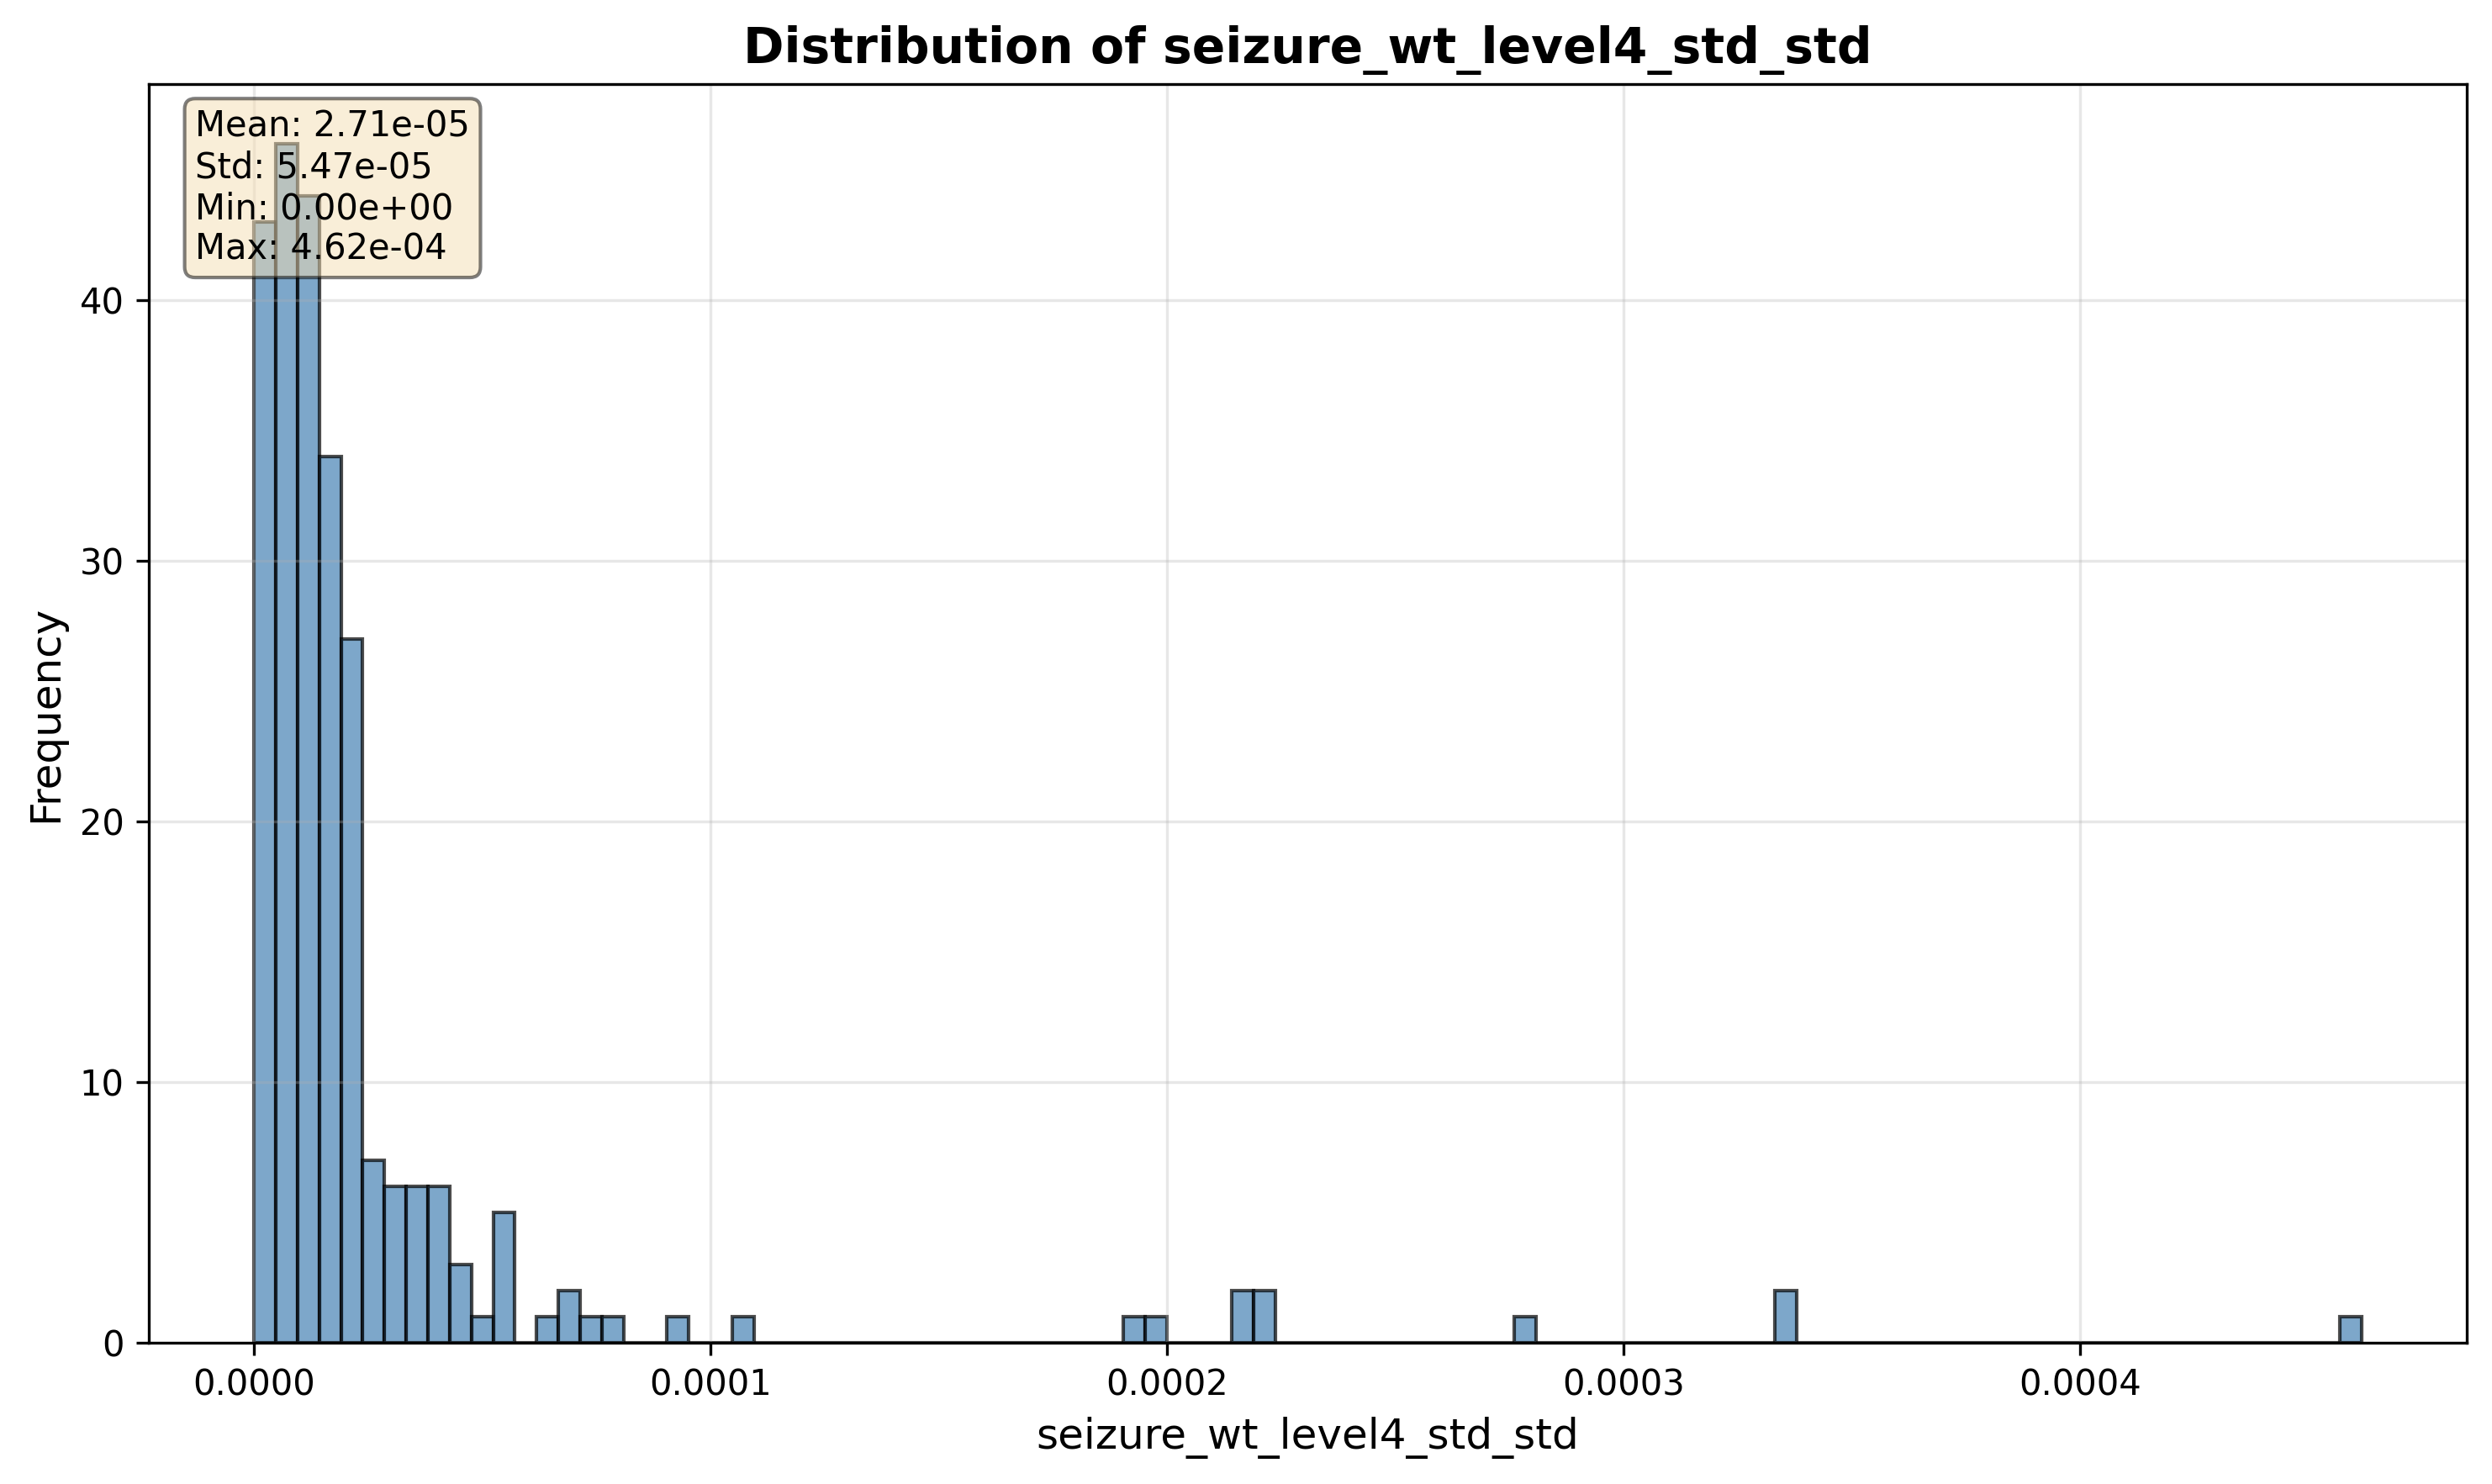 Distribution of seizure_wt_level4_std_std
Mean: 2.71e-05
Std: 5.47e-05
Min: 0.00e+00
Max: 4.62e-04
40
30
20
10
0
Frequency
0.0000
0.0001
0.0002
0.0003
0.0004
seizure_wt_level4_std_std